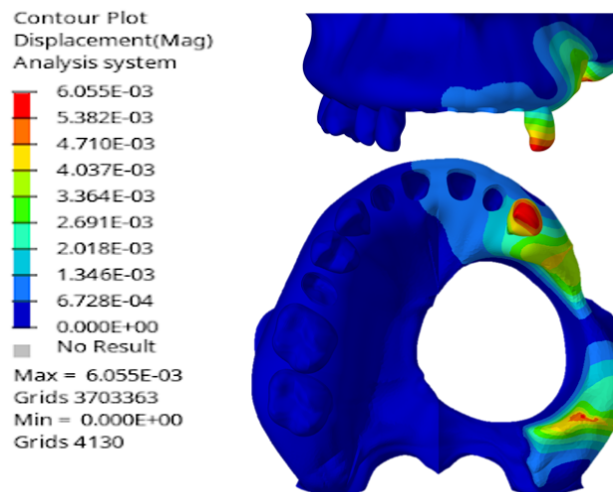 Contour Plot
Displacement(Mag)
Analysis system
6.055E-03
5.382E-03
4.710E-03
4.037E-03
3.364E-03
2.691E-03
2.018E-03
1.346E-03
6.728E-04
0.000E+00
No Result
Max = 6.055E-03
Grids 3703363
Min = 0.000E+00
Grids 4130